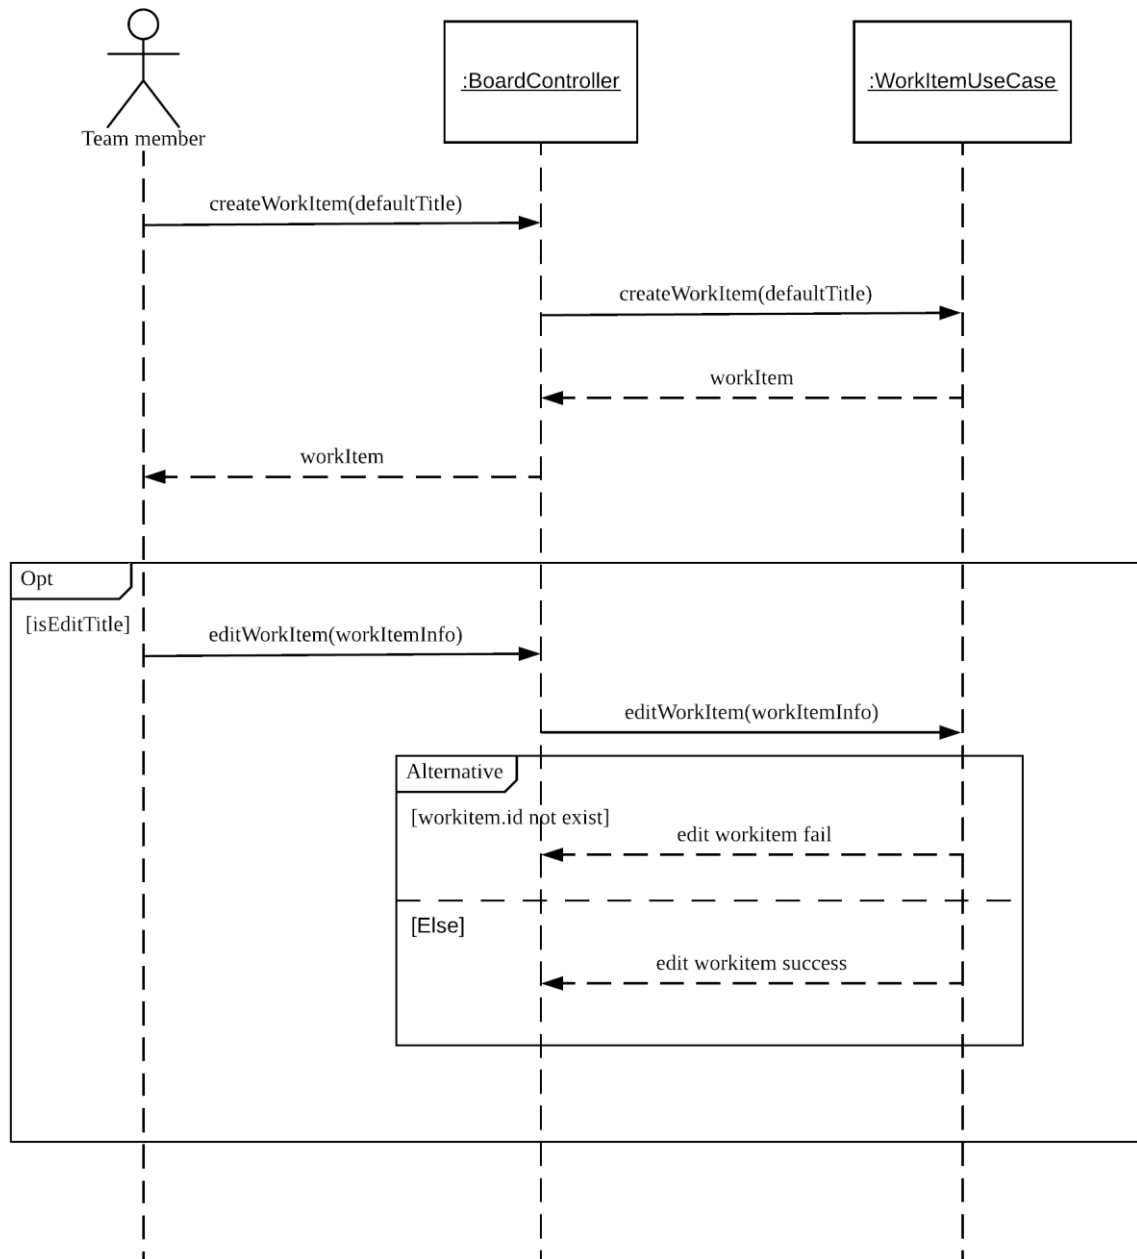 Team member
:BoardController
:WorkItemUseCase
createWorkItem(defaultTitle)
createWorkItem(defaultTitle)
workItem
workItem
Opt
[isEditTitle]
editWorkItem(workItemInfo)
editWorkItem(workItemInfo)
Alternative
[workitem.id not exist]
edit workitem fail
[Else]
edit workitem success